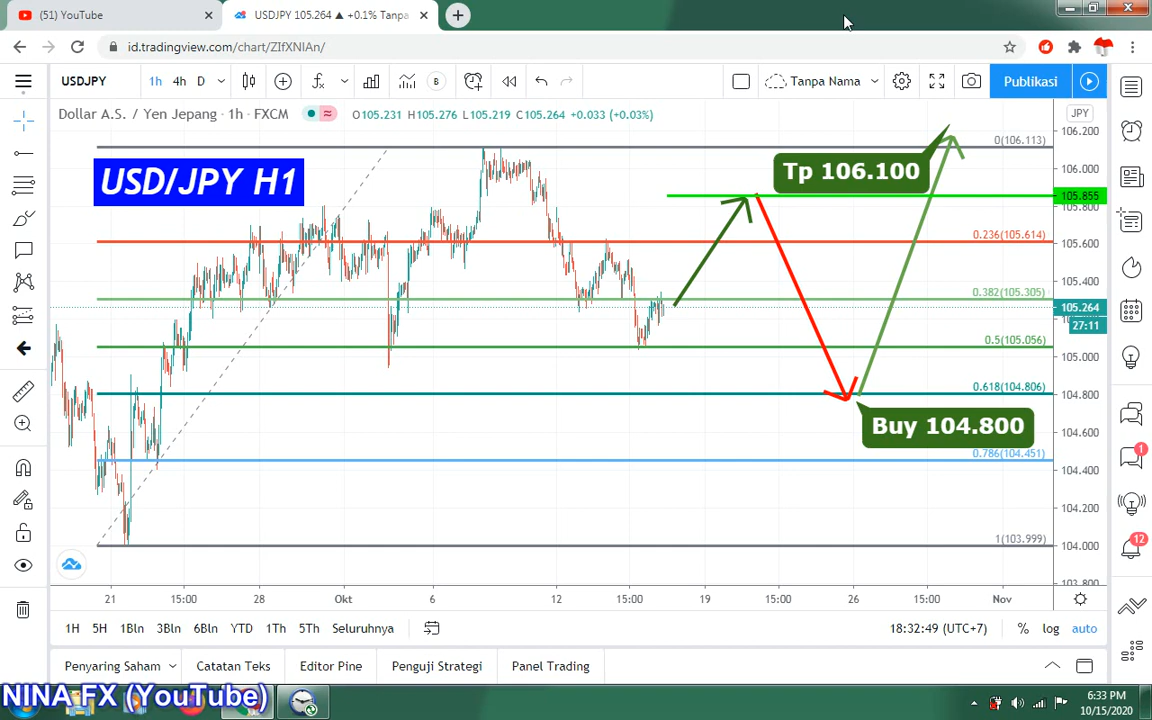 (51) YouTube
USDJPY 105.264 ▲ +0.1% Tanpa
id.tradingview.com/chart/ZIfXNIAn/
USDJPY 1h 4h D Tanpa Nama Publikasi
Dollar A.S. / Yen Jepang · 1h · FXCM O105.231 H105.276 L105.219 C105.264 +0.033 (+0.03%)
JPY
USD/JPY H1
Tp 106.100
Buy 104.800
0(106.113)
0.236(105.614)
0.382(105.305)
0.5(105.056)
0.618(104.806)
0.786(104.451)
1(103.999)
106.200
106.000
105.855
105.800
105.600
105.400
105.264
27:11
105.000
104.800
104.600
104.400
104.200
104.000
103.800
1
12
21 15:00 28 Okt 6 12 15:00 19 15:00 26 15:00 Nov
1H 5H 1Bln 3Bln 6Bln YTD 1Th 5Th Seluruhnya 18:32:49 (UTC+7) % log auto
Penyaring Saham Catatan Teks Editor Pine Penguji Strategi Panel Trading
NINA FX (YouTube)
6:33 PM
10/15/2020